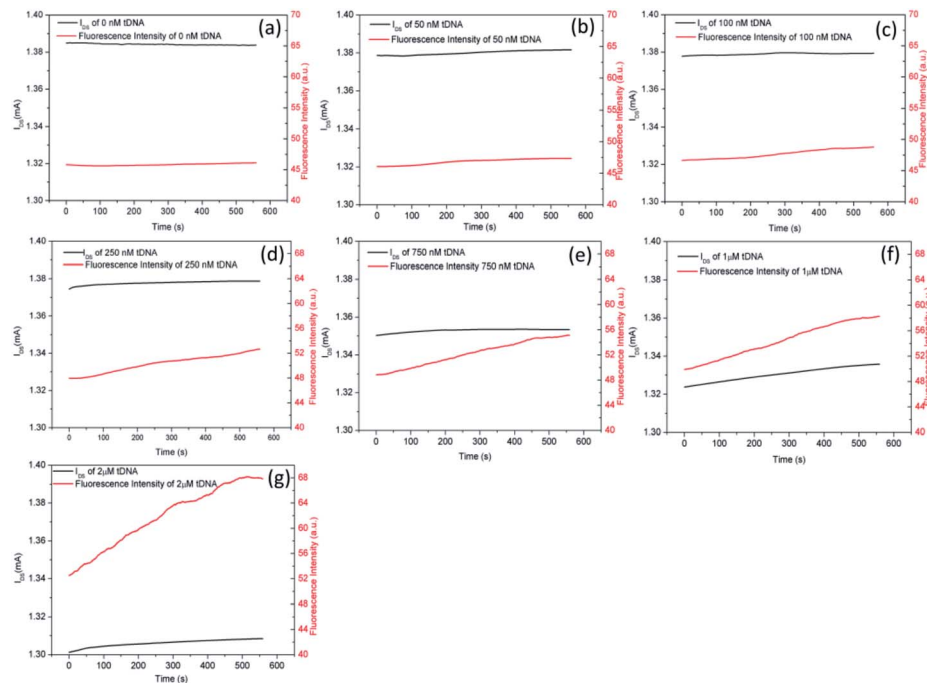 (a)
I_DS of 0 nM tDNA
Fluorescence Intensity of 0 nM tDNA
1.40
1.38
1.36
1.34
1.32
1.30
I_DS(mA)
70
65
60
55
50
45
40
Fluorescence Intensity (a.u.)
0 100 200 300 400 500 600
Time (s)
(b)
I_DS of 50 nM tDNA
Fluorescence Intensity of 50 nM tDNA
1.40
1.38
1.36
1.34
1.32
1.30
I_DS(mA)
70
65
60
55
50
45
40
Fluorescence Intensity (a.u.)
0 100 200 300 400 500 600
Time (s)
(c)
I_DS of 100 nM tDNA
Fluorescence Intensity of 100 nM tDNA
1.40
1.38
1.36
1.34
1.32
1.30
I_DS(mA)
70
65
60
55
50
45
40
Fluorescence Intensity (a.u.)
0 100 200 300 400 500 600
Time (s)
(d)
I_DS of 250 nM tDNA
Fluorescence Intensity of 250 nM tDNA
1.40
1.38
1.36
1.34
1.32
1.30
I_DS(mA)
68
64
60
56
52
48
44
40
Fluorescence Intensity (a.u.)
0 100 200 300 400 500 600
Time (s)
(e)
I_DS of 750 nM tDNA
Fluorescence Intensity 750 nM tDNA
1.40
1.38
1.36
1.34
1.32
1.30
I_DS(mA)
68
64
60
56
52
48
44
40
Fluorescence Intensity (a.u.)
0 100 200 300 400 500 600
Time (s)
(f)
I_DS of 1μM tDNA
Fluorescence Intensity of 1μM tDNA
1.40
1.38
1.36
1.34
1.32
1.30
I_DS(mA)
68
64
60
56
52
48
44
40
Fluorescence Intensity (a.u.)
0 100 200 300 400 500 600
Time (s)
(g)
I_DS of 2μM tDNA
Fluorescence Intensity of 2μM tDNA
1.40
1.38
1.36
1.34
1.32
1.30
I_DS(mA)
68
64
60
56
52
48
44
40
Fluorescence Intensity (a.u.)
0 100 200 300 400 500 600
Time (s)